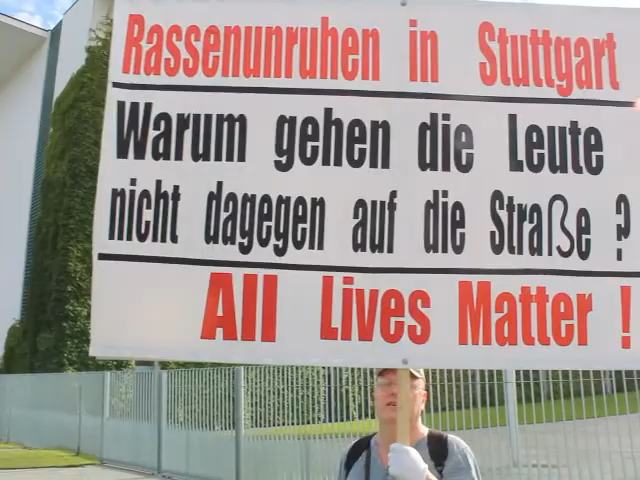 Rassenunruhen in Stuttgart
Warum gehen die Leute
nicht dagegen auf die Straße ?
All Lives Matter !